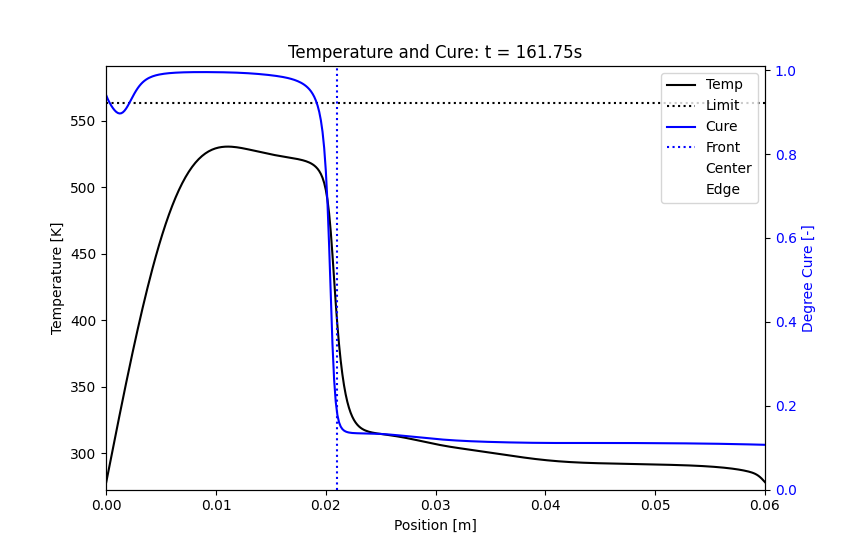 Temperature and Cure: t = 161.75s
Temp
Limit
Cure
Front
Center
Edge
Temperature [K]
550
500
450
400
350
300
Degree Cure [-]
1.0
0.8
0.6
0.4
0.2
0.0
0.00 0.01 0.02 0.03 0.04 0.05 0.06
Position [m]